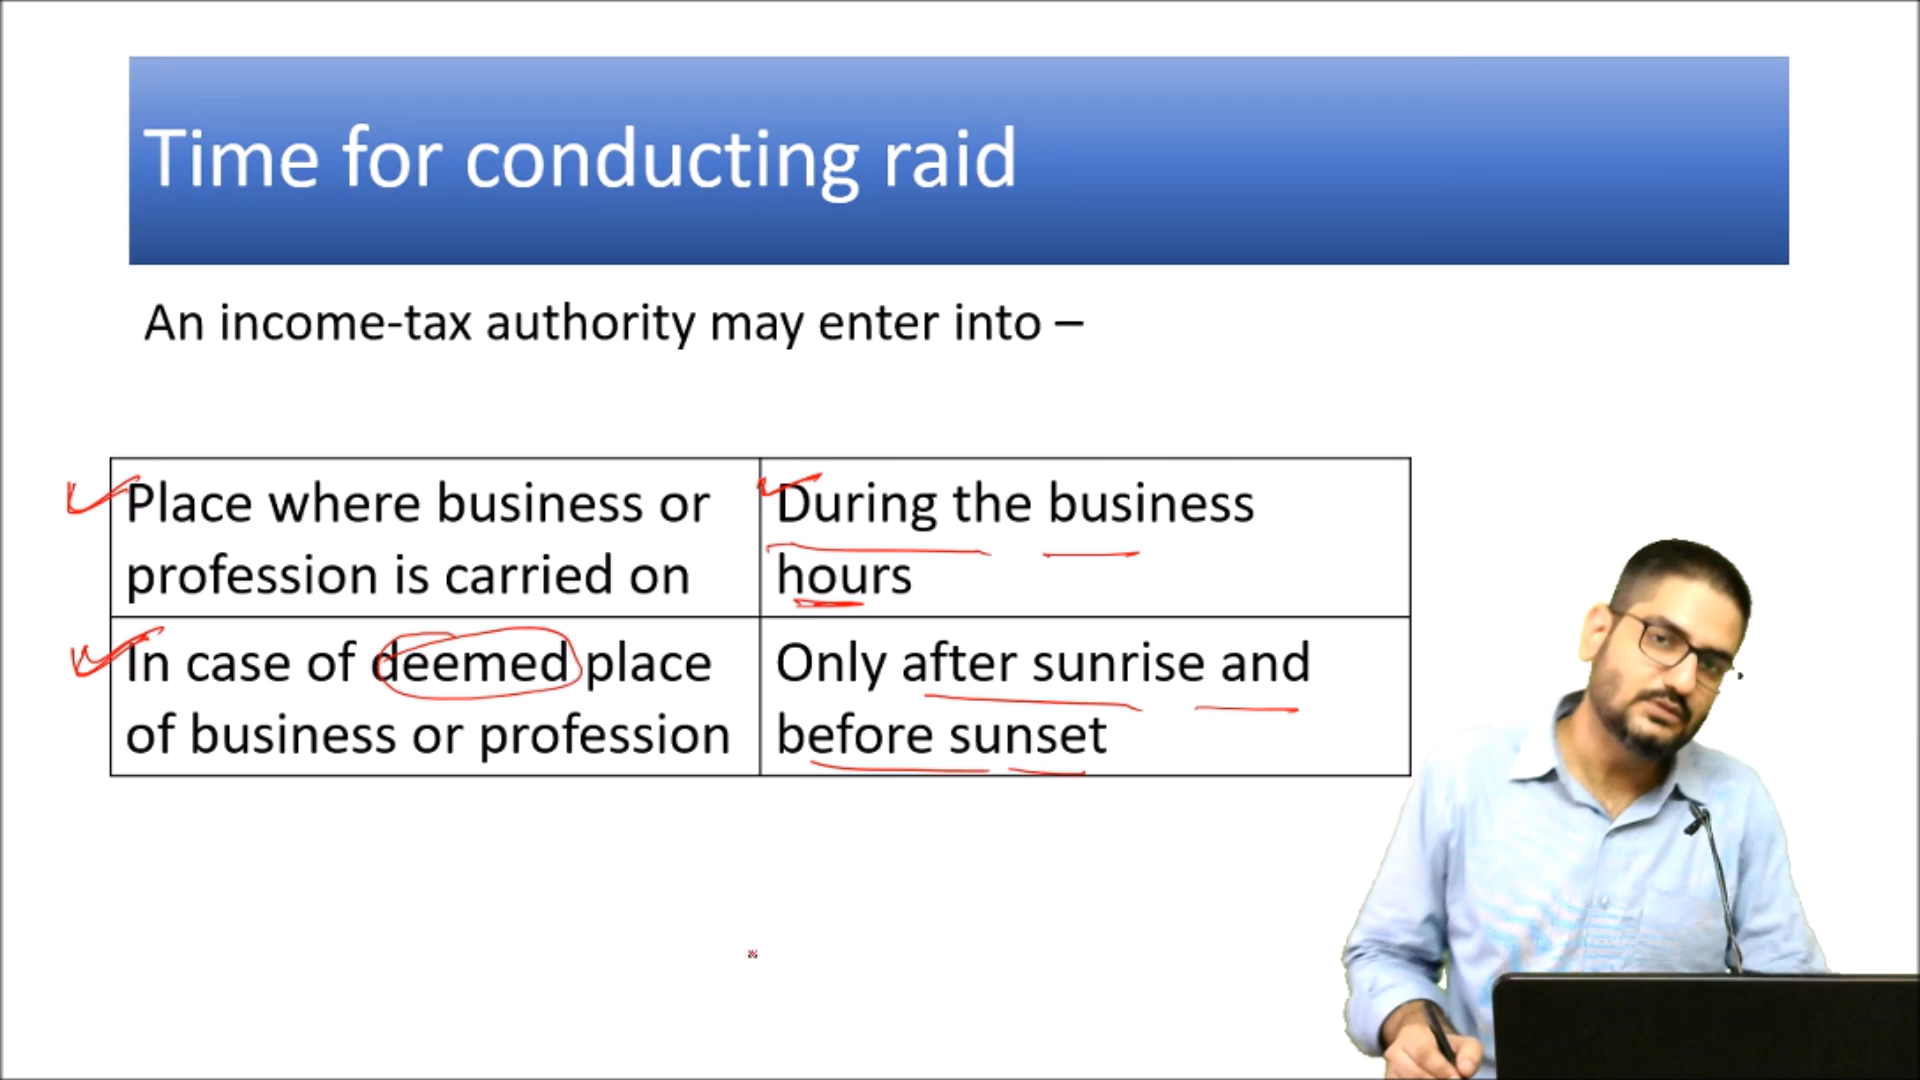 Time for conducting raid
An income-tax authority may enter into –
Place where business or
profession is carried on
During the business
hours
In case of deemed place
of business or profession
Only after sunrise and
before sunset